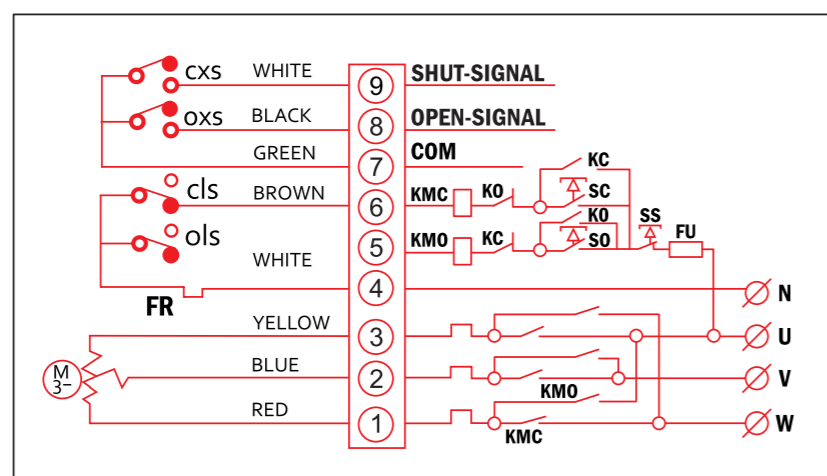 cxs WHITE 9 SHUT-SIGNAL
oxs BLACK 8 OPEN-SIGNAL
GREEN 7 COM
KC
cls BROWN 6 KMC KO SC
KO SS FU
ols 5 KMO KC SO
WHITE 4 N
FR
YELLOW 3 U
M 3~ BLUE 2 V
KMO
RED 1 W
KMC